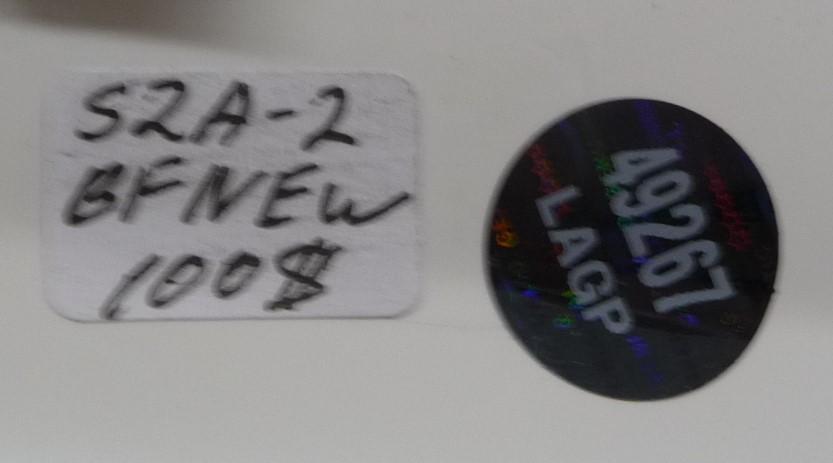 S2A-2
BFNEW
100$
49267
LAGP